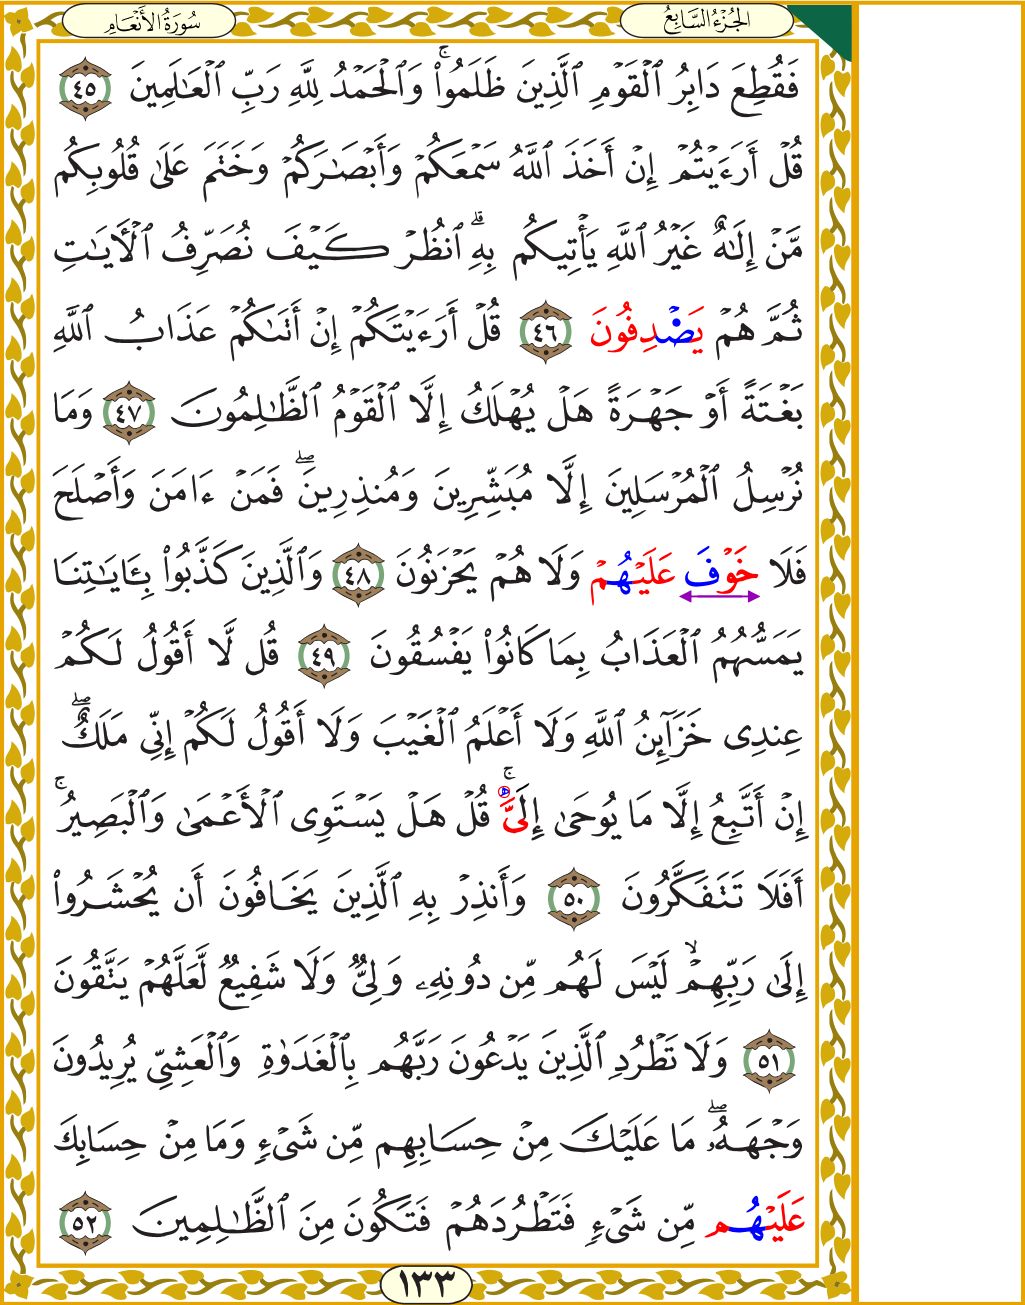 الجُزْءُ السَّابِعُ
سُورَةُ الأَنْعَامِ
فَقُطِعَ دَابِرُ ٱلْقَوْمِ ٱلَّذِينَ ظَلَمُوا۟ ۚ وَٱلْحَمْدُ لِلَّهِ رَبِّ ٱلْعَـٰلَمِينَ ٤٥
قُلْ أَرَءَيْتُمْ إِنْ أَخَذَ ٱللَّهُ سَمْعَكُمْ وَأَبْصَـٰرَكُمْ وَخَتَمَ عَلَىٰ قُلُوبِكُم
مَّنْ إِلَـٰهٌ غَيْرُ ٱللَّهِ يَأْتِيكُم بِهِ ۗ ٱنظُرْ كَيْفَ نُصَرِّفُ ٱلْـَٔايَـٰتِ
ثُمَّ هُمْ يَصْدِفُونَ ٤٦ قُلْ أَرَءَيْتَكُمْ إِنْ أَتَىٰكُمْ عَذَابُ ٱللَّهِ
بَغْتَةً أَوْ جَهْرَةً هَلْ يُهْلَكُ إِلَّا ٱلْقَوْمُ ٱلظَّـٰلِمُونَ ٤٧ وَمَا
نُرْسِلُ ٱلْمُرْسَلِينَ إِلَّا مُبَشِّرِينَ وَمُنذِرِينَ ۖ فَمَنْ ءَامَنَ وَأَصْلَحَ
فَلَا خَوْفَ عَلَيْهُمْ وَلَا هُمْ يَحْزَنُونَ ٤٨ وَٱلَّذِينَ كَذَّبُوا۟ بِـَٔايَـٰتِنَا
يَمَسُّهُمُ ٱلْعَذَابُ بِمَا كَانُوا۟ يَفْسُقُونَ ٤٩ قُل لَّا أَقُولُ لَكُمْ
عِندِى خَزَآئِنُ ٱللَّهِ وَلَا أَعْلَمُ ٱلْغَيْبَ وَلَا أَقُولُ لَكُمْ إِنِّى مَلَكٌ ۖ
إِنْ أَتَّبِعُ إِلَّا مَا يُوحَىٰ إِلَىَّ ۚ قُلْ هَلْ يَسْتَوِى ٱلْأَعْمَىٰ وَٱلْبَصِيرُ ۚ
أَفَلَا تَتَفَكَّرُونَ ٥٠ وَأَنذِرْ بِهِ ٱلَّذِينَ يَخَافُونَ أَن يُحْشَرُوا۟
إِلَىٰ رَبِّهِمْ ۙ لَيْسَ لَهُم مِّن دُونِهِۦ وَلِىٌّ وَلَا شَفِيعٌ لَّعَلَّهُمْ يَتَّقُونَ
٥١ وَلَا تَطْرُدِ ٱلَّذِينَ يَدْعُونَ رَبَّهُم بِٱلْغَدَوٰةِ وَٱلْعَشِىِّ يُرِيدُونَ
وَجْهَهُۥ ۖ مَا عَلَيْكَ مِنْ حِسَابِهِم مِّن شَىْءٍ وَمَا مِنْ حِسَابِكَ
عَلَيْهُم مِّن شَىْءٍ فَتَطْرُدَهُمْ فَتَكُونَ مِنَ ٱلظَّـٰلِمِينَ ٥٢
١٣٣